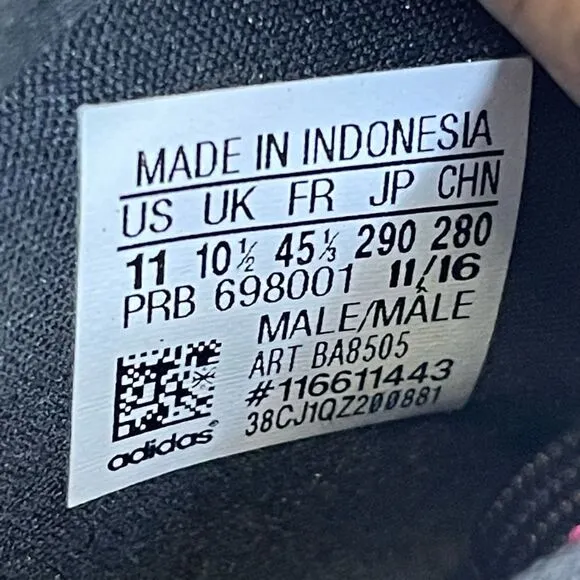 MADE IN INDONESIA
US UK FR JP CHN
11 10½ 45⅓ 290 280
PRB 698001 11/16
MALE/MÂLE
ART BA8505
#116611443
38CJ1QZ200881
adidas